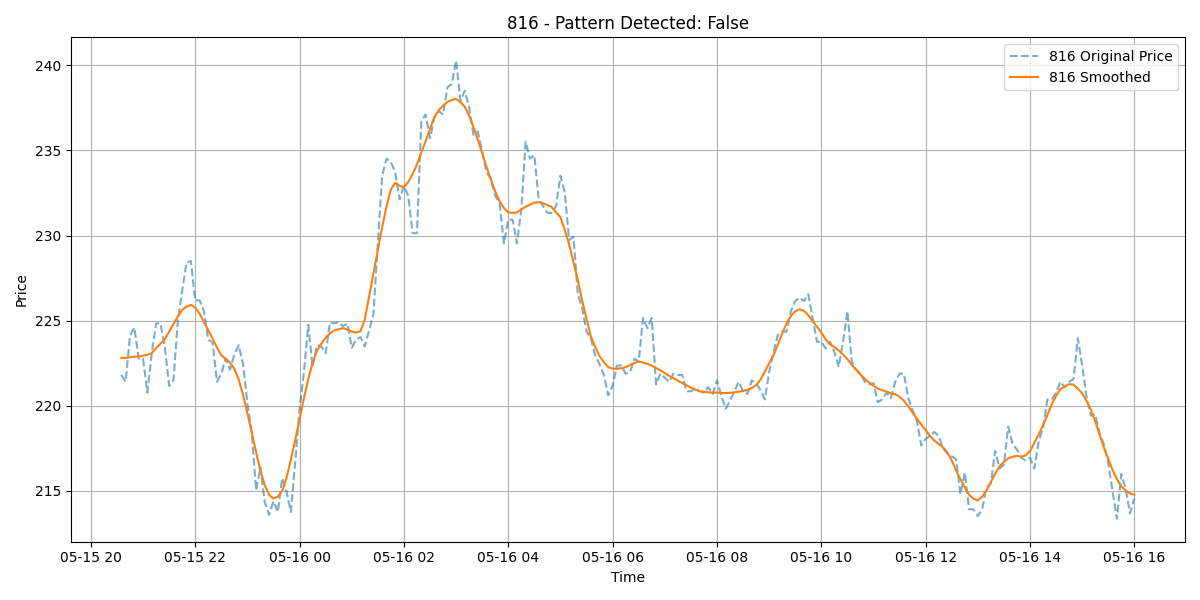 816 - Pattern Detected: False
816 Original Price
816 Smoothed
Price
240
235
230
225
220
215
05-15 20 05-15 22 05-16 00 05-16 02 05-16 04 05-16 06 05-16 08 05-16 10 05-16 12 05-16 14 05-16 16
Time